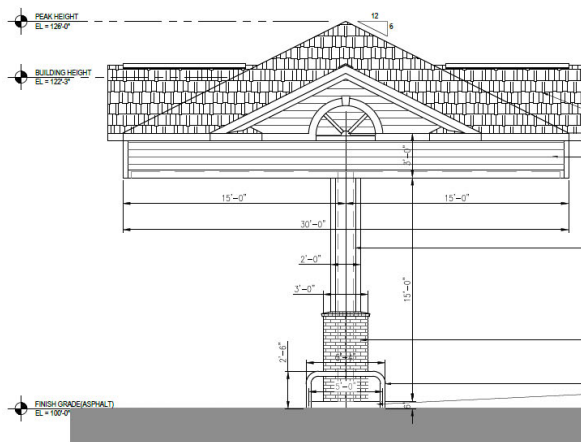 PEAK HEIGHT
EL = 126'-0"
12
6
BUILDING HEIGHT
EL = 122'-3"
3'-0"
15'-0"
15'-0"
30'-0"
2'-0"
15'-0"
3'-0"
2'-6"
5'-0"
6"
FINISH GRADE(ASPHALT)
EL = 100'-0"